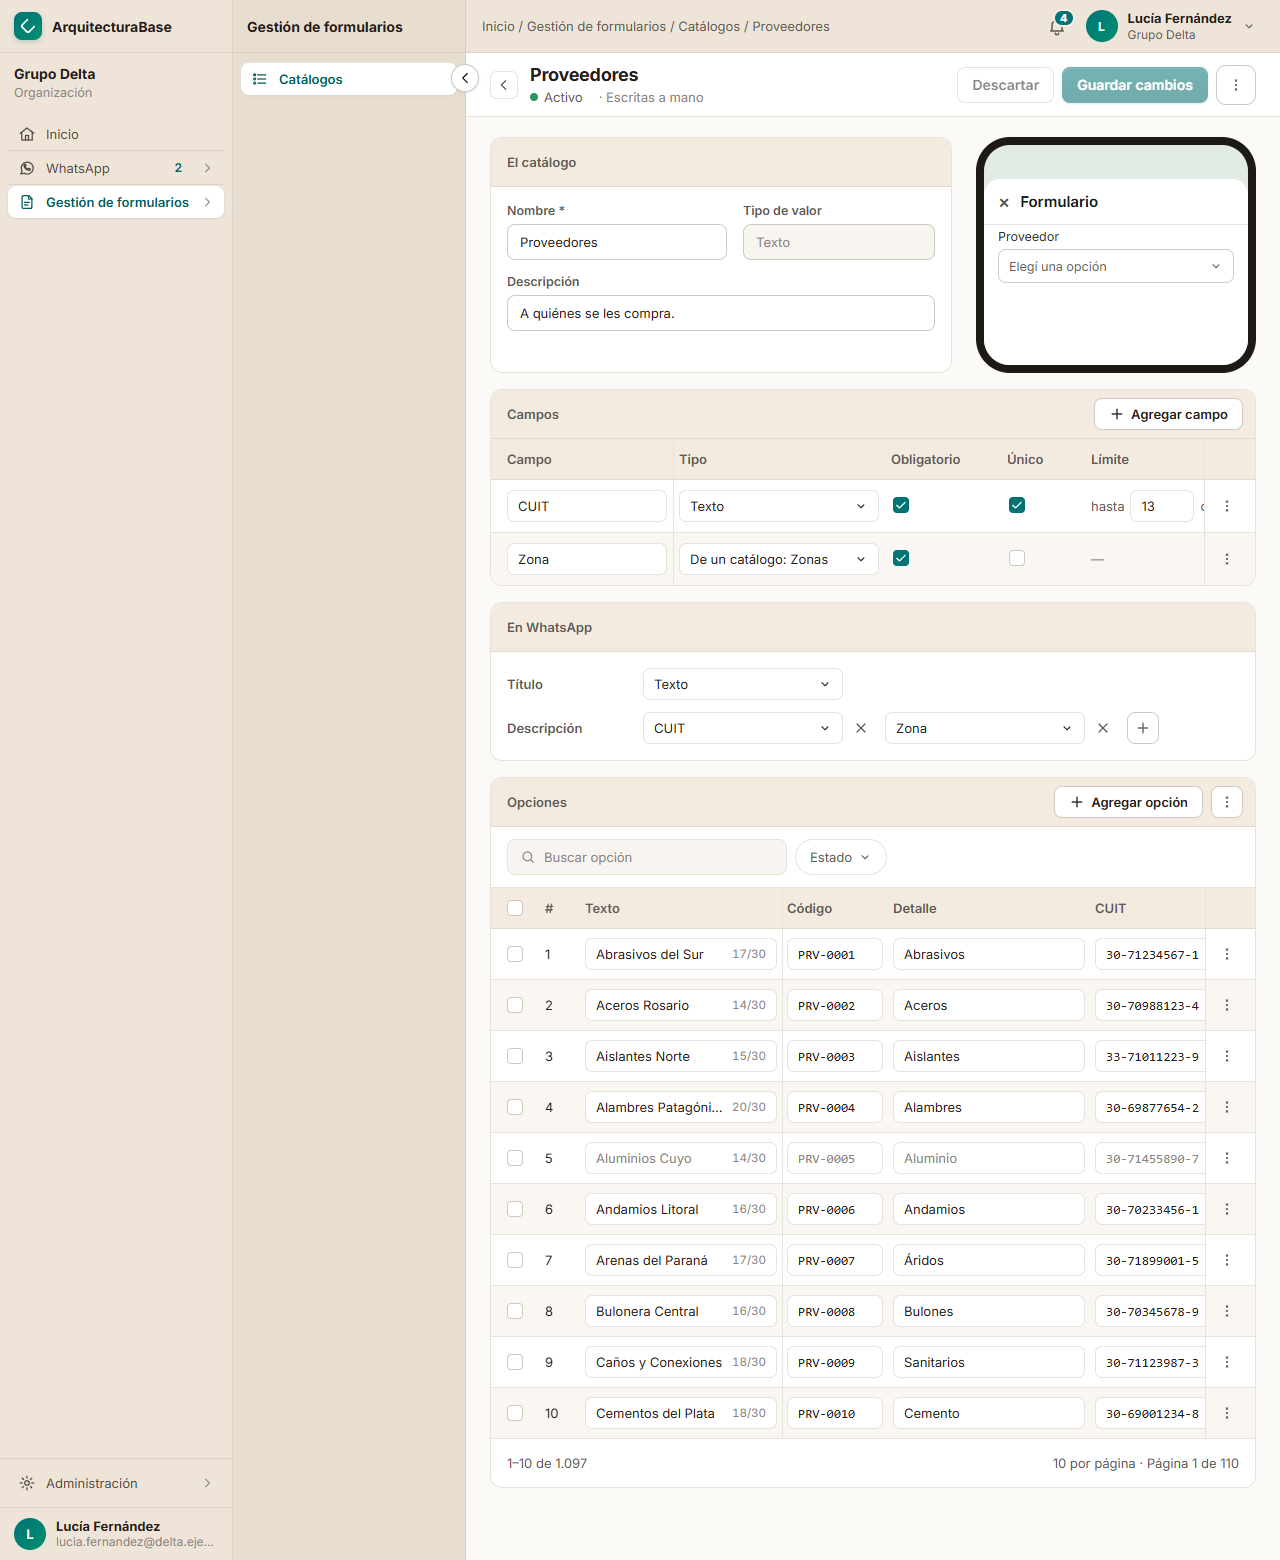 ArquitecturaBase
Gestión de formularios
Inicio / Gestión de formularios / Catálogos / Proveedores
4
L
Lucía Fernández
Grupo Delta
Grupo Delta
Organización
Inicio
WhatsApp 2
Gestión de formularios
Catálogos
Proveedores
Activo · Escritas a mano
Descartar
Guardar cambios
El catálogo
Nombre *
Tipo de valor
Proveedores
Texto
Descripción
A quiénes se les compra.
Formulario
Proveedor
Elegí una opción
Campos
Agregar campo
Campo Tipo Obligatorio Único Límite
CUIT Texto hasta 13
Zona De un catálogo: Zonas —
En WhatsApp
Título Texto
Descripción CUIT Zona
Opciones
Agregar opción
Buscar opción
Estado
# Texto Código Detalle CUIT
1 Abrasivos del Sur 17/30 PRV-0001 Abrasivos 30-71234567-1
2 Aceros Rosario 14/30 PRV-0002 Aceros 30-70988123-4
3 Aislantes Norte 15/30 PRV-0003 Aislantes 33-71011223-9
4 Alambres Patagóni... 20/30 PRV-0004 Alambres 30-69877654-2
5 Aluminios Cuyo 14/30 PRV-0005 Aluminio 30-71455890-7
6 Andamios Litoral 16/30 PRV-0006 Andamios 30-70233456-1
7 Arenas del Paraná 17/30 PRV-0007 Áridos 30-71899001-5
8 Bulonera Central 16/30 PRV-0008 Bulones 30-70345678-9
9 Caños y Conexiones 18/30 PRV-0009 Sanitarios 30-71123987-3
10 Cementos del Plata 18/30 PRV-0010 Cemento 30-69001234-8
1–10 de 1.097
10 por página · Página 1 de 110
Administración
L
Lucía Fernández
lucia.fernandez@delta.eje...